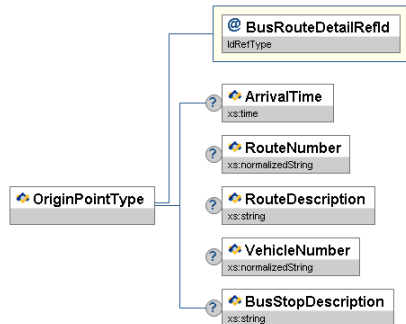 @ BusRouteDetailRefId
IdRefType
? ArrivalTime
xs:time
? RouteNumber
xs:normalizedString
OriginPointType
? RouteDescription
xs:string
? VehicleNumber
xs:normalizedString
? BusStopDescription
xs:string